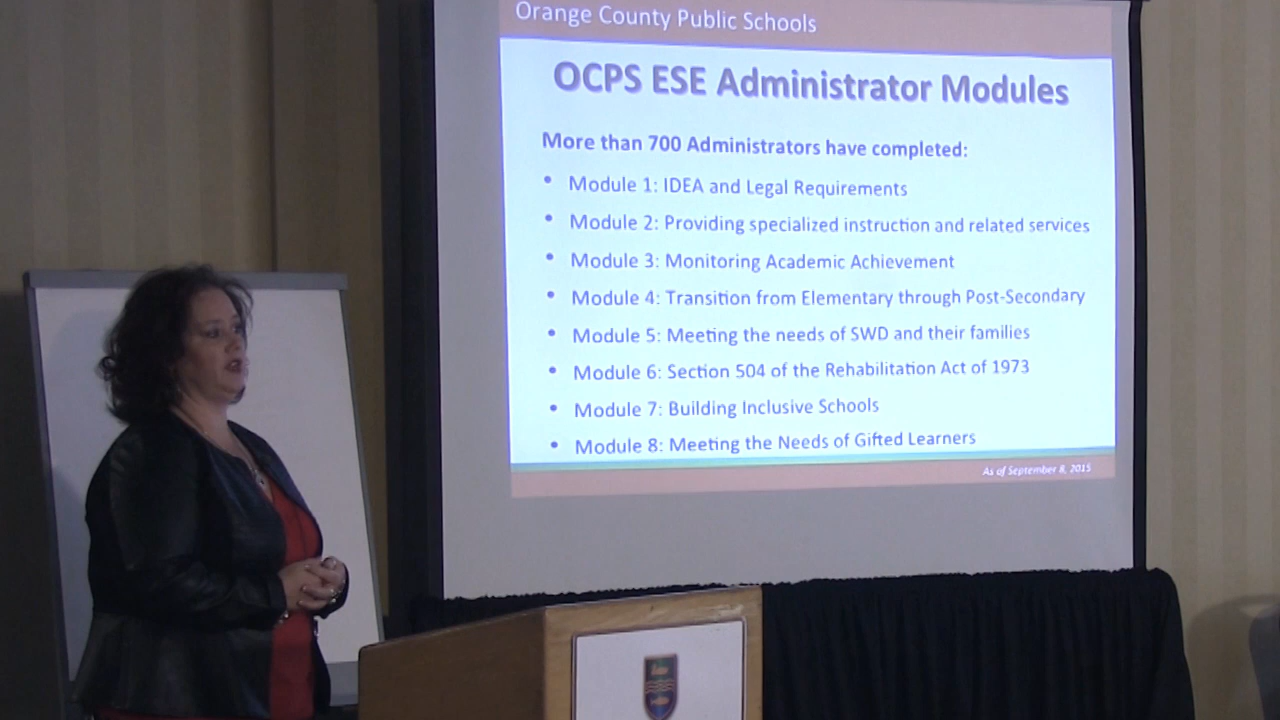 Orange County Public Schools
OCPS ESE Administrator Modules
More than 700 Administrators have completed:
• Module 1: IDEA and Legal Requirements
• Module 2: Providing specialized instruction and related services
• Module 3: Monitoring Academic Achievement
• Module 4: Transition from Elementary through Post-Secondary
• Module 5: Meeting the needs of SWD and their families
• Module 6: Section 504 of the Rehabilitation Act of 1973
• Module 7: Building Inclusive Schools
• Module 8: Meeting the Needs of Gifted Learners
As of September 8, 2015